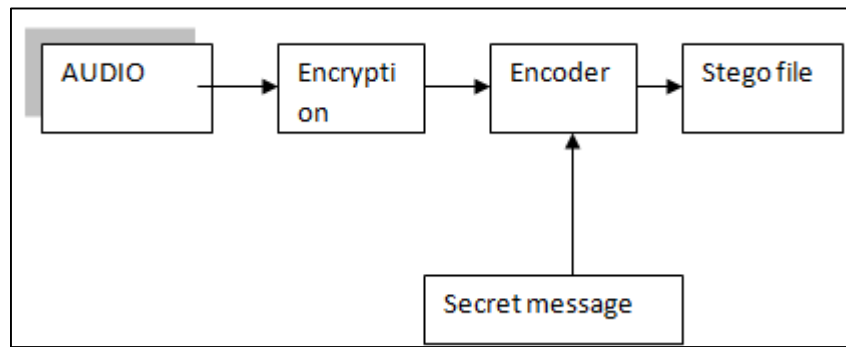 AUDIO
Encrypti
on
Encoder
Stego file
Secret message